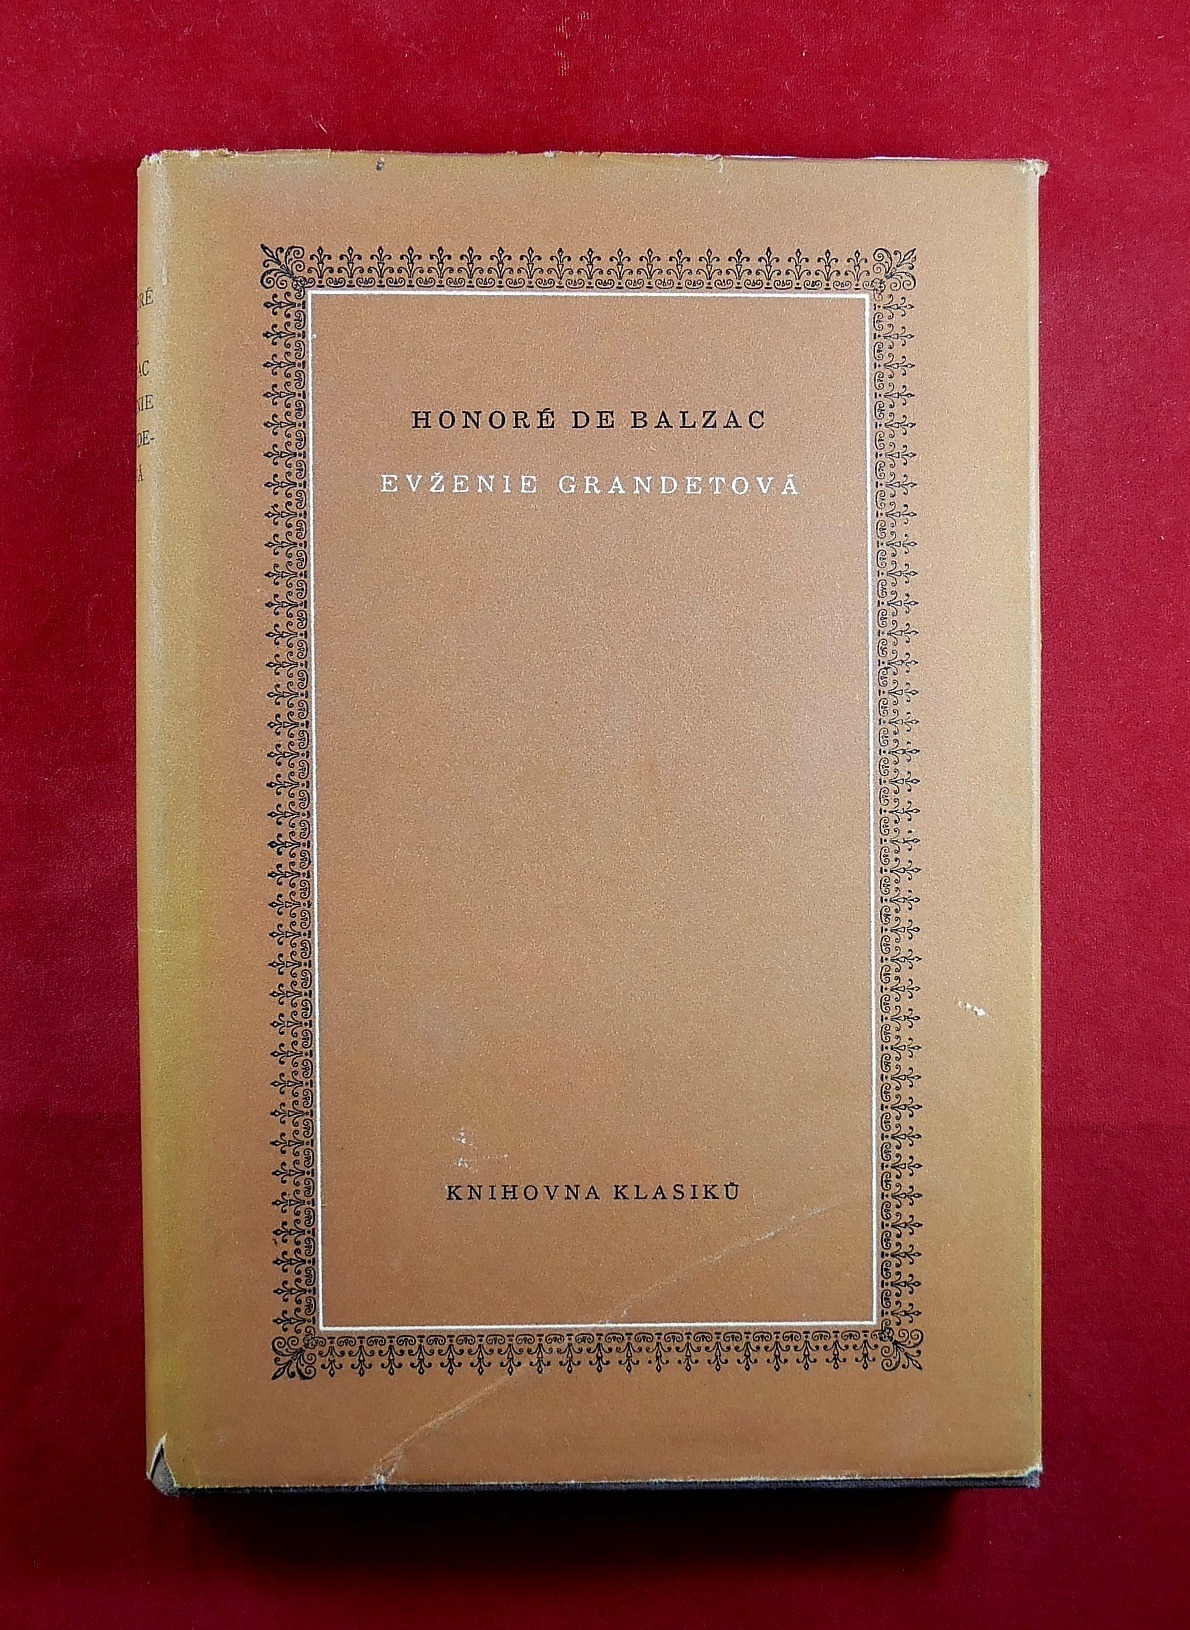 HONORÉ DE BALZAC
EVŽENIE GRANDETOVÁ
KNIHOVNA KLASIKŮ